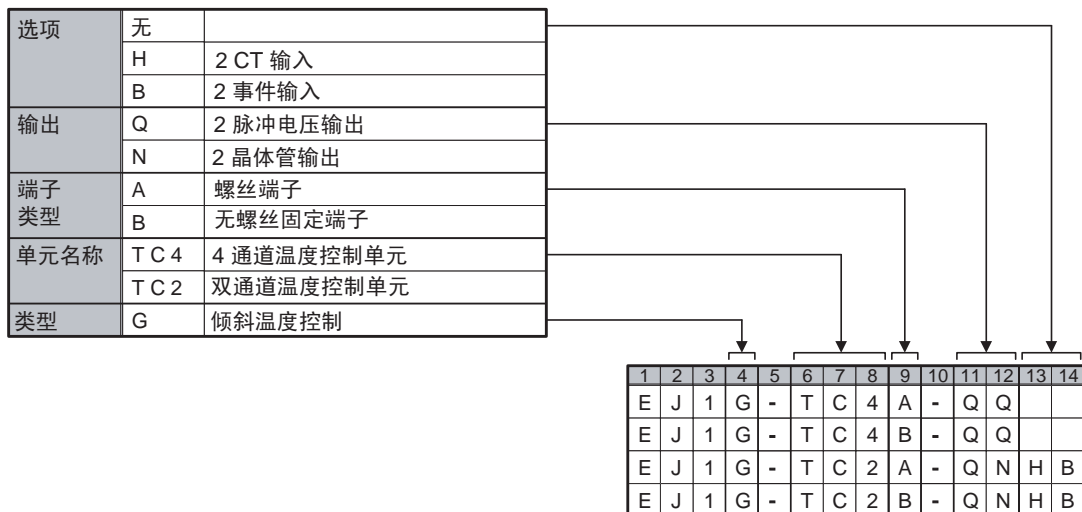 选项 无
H 2 CT 输入
B 2 事件输入
输出 Q 2 脉冲电压输出
N 2 晶体管输出
端子类型 A 螺丝端子
B 无螺丝固定端子
单元名称 TC4 4 通道温度控制单元
TC2 双通道温度控制单元
类型 G 倾斜温度控制
1 2 3 4 5 6 7 8 9 10 11 12 13 14
E J 1 G - T C 4 A - Q Q
E J 1 G - T C 4 B - Q Q
E J 1 G - T C 2 A - Q N H B
E J 1 G - T C 2 B - Q N H B